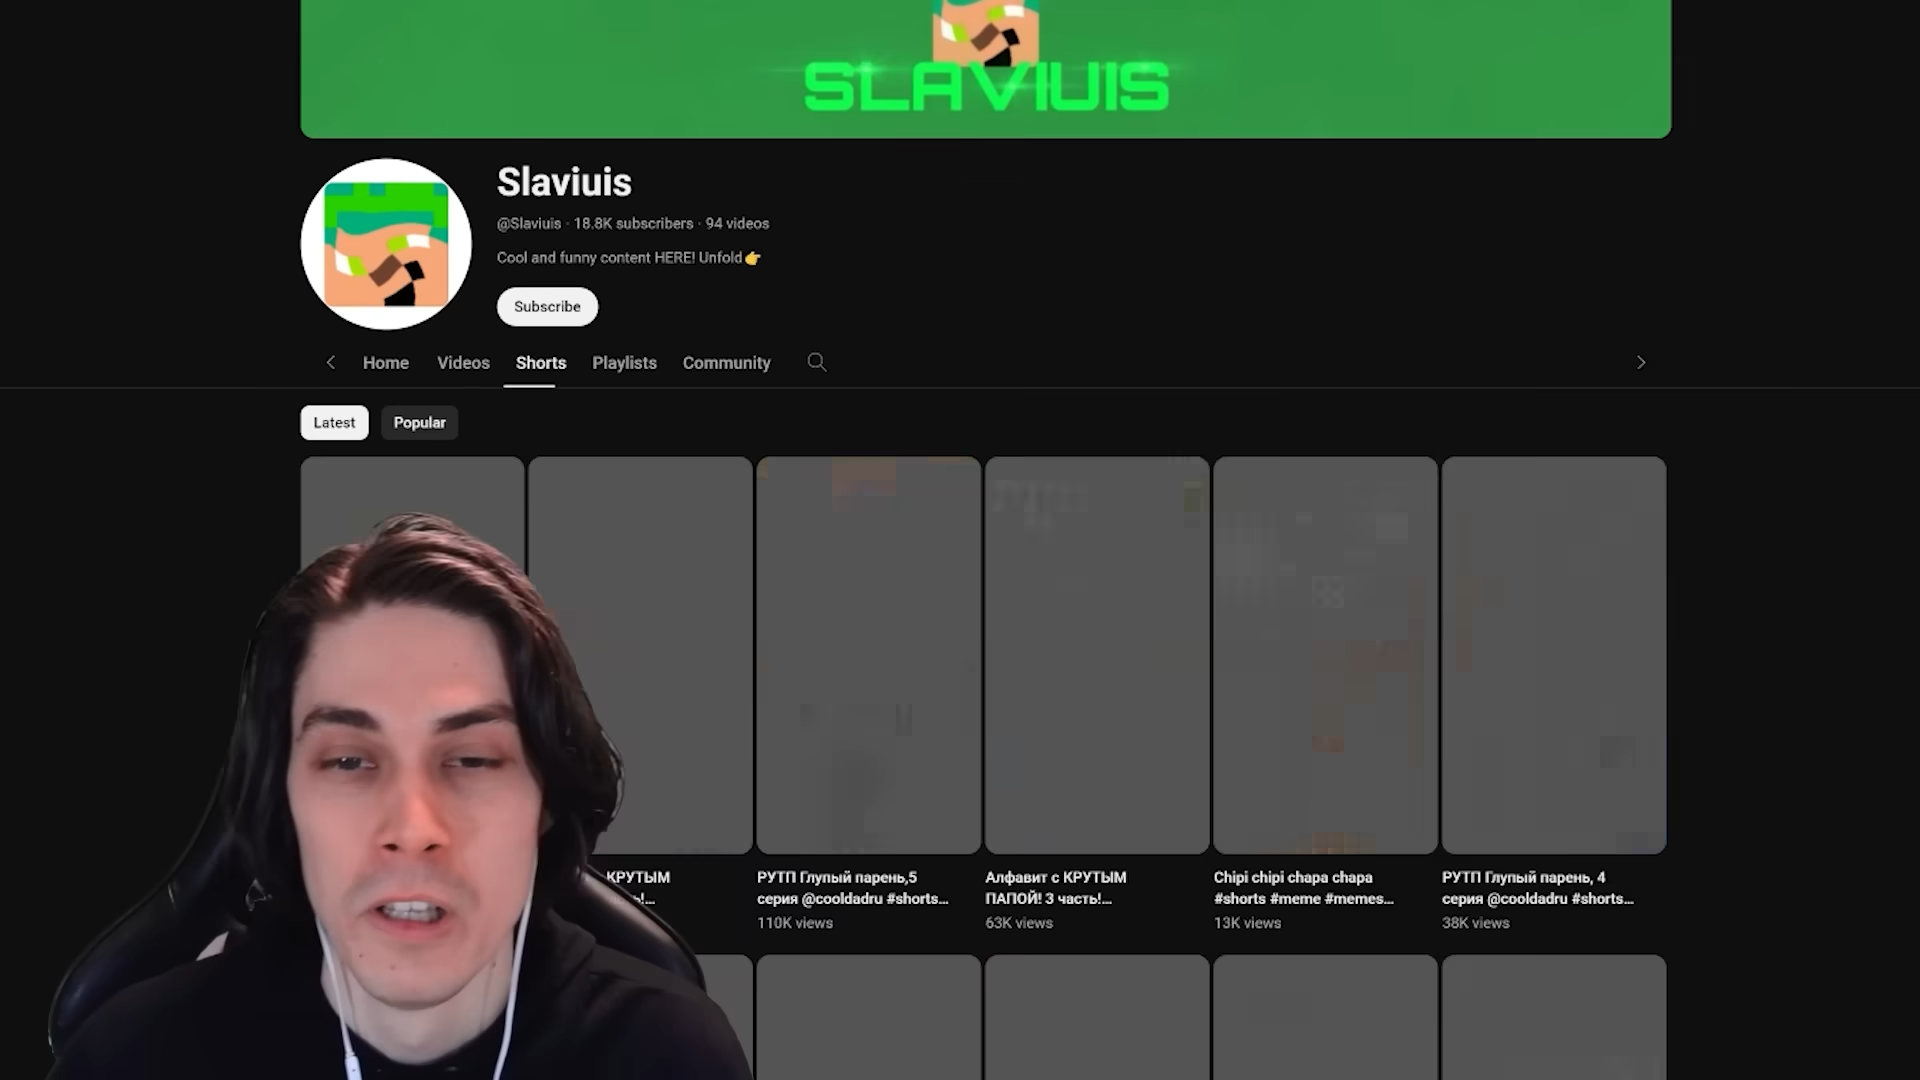 SLAVIUIS
Slaviuis
@Slaviuis · 18.8K subscribers · 94 videos
Cool and funny content HERE! Unfold👉
Subscribe
Home Videos Shorts Playlists Community
Latest Popular
КРУТЫМ
РУТП Глупый парень,5
серия @cooldadru #shorts...
110K views
Алфавит с КРУТЫМ
ПАПОЙ! 3 часть!...
63K views
Chipi chipi chapa chapa
#shorts #meme #memes...
13K views
РУТП Глупый парень, 4
серия @cooldadru #shorts...
38K views